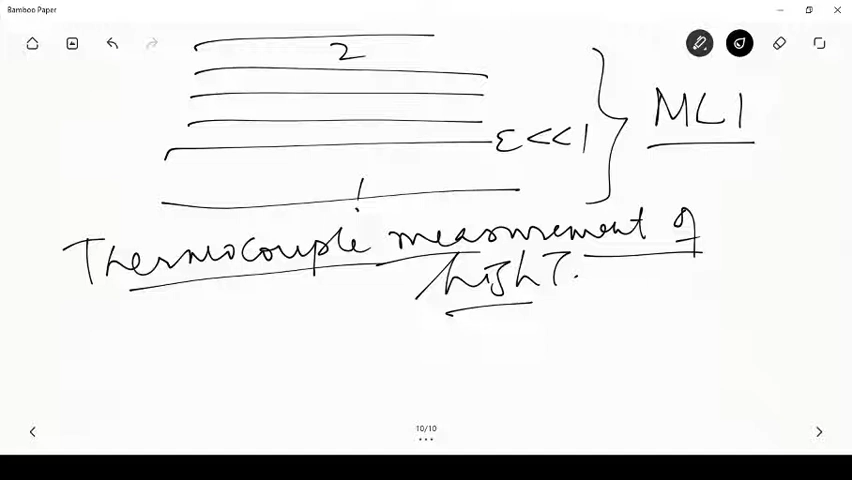 Bamboo Paper
2
ε<<1
MLI
1
Thermocouple measurement of
high T.
10/10